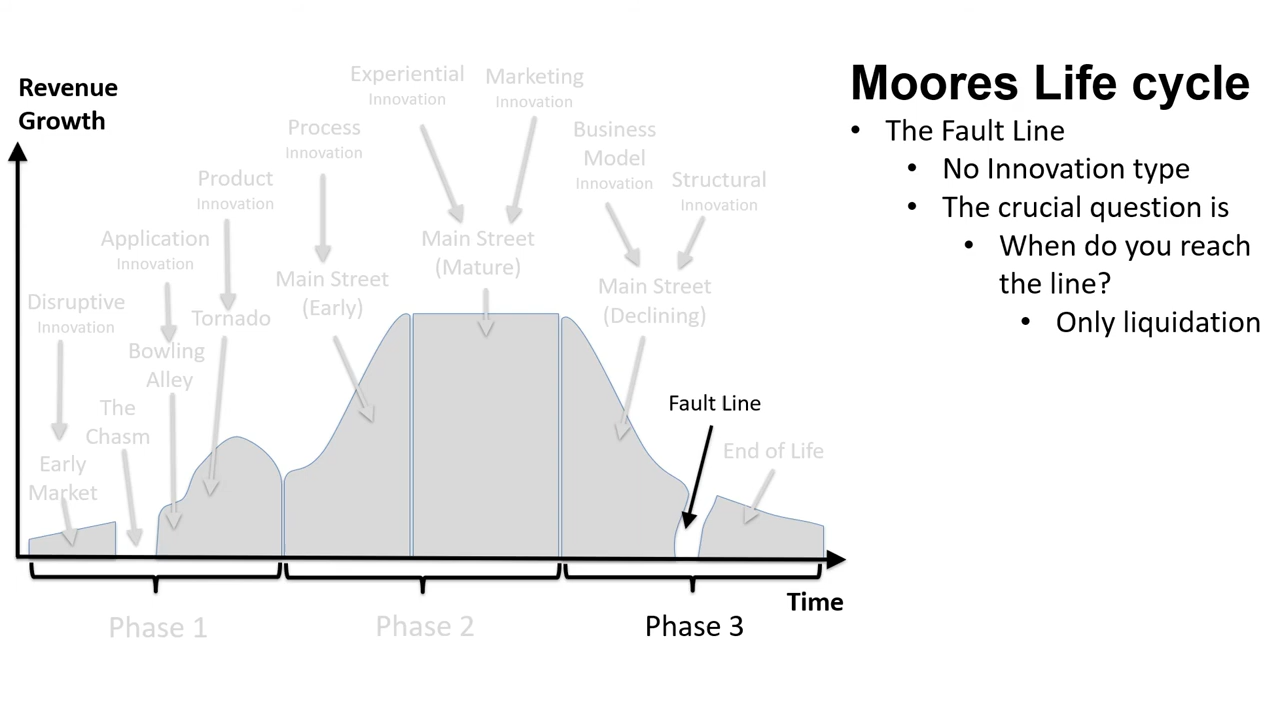 Moores Life cycle
• The Fault Line
• No Innovation type
• The crucial question is
• When do you reach
the line?
• Only liquidation
Revenue
Growth
Experiential
Innovation
Marketing
Innovation
Process
Innovation
Business
Model
Innovation
Product
Innovation
Structural
Innovation
Application
Innovation
Main Street
(Mature)
Main Street
(Early)
Main Street
(Declining)
Disruptive
Innovation
Tornado
Bowling
Alley
The
Chasm
Fault Line
End of Life
Early
Market
Time
Phase 1
Phase 2
Phase 3